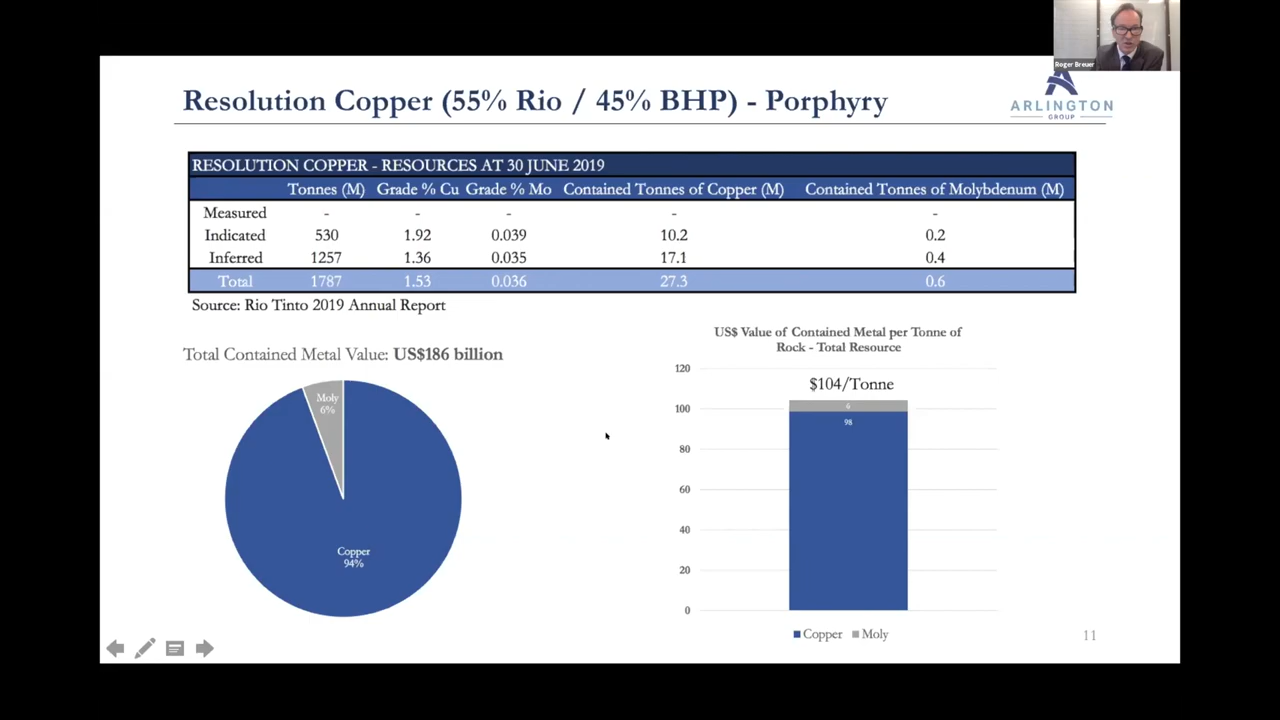 Roger Breuer
Resolution Copper (55% Rio / 45% BHP) - Porphyry
ARLINGTON
GROUP
RESOLUTION COPPER - RESOURCES AT 30 JUNE 2019
Tonnes (M) Grade % Cu Grade % Mo Contained Tonnes of Copper (M) Contained Tonnes of Molybdenum (M)
Measured - - - - -
Indicated 530 1.92 0.039 10.2 0.2
Inferred 1257 1.36 0.035 17.1 0.4
Total 1787 1.53 0.036 27.3 0.6
Source: Rio Tinto 2019 Annual Report
Total Contained Metal Value: US$186 billion
Moly
6%
Copper
94%
US$ Value of Contained Metal per Tonne of
Rock - Total Resource
120
$104/Tonne
100
6
98
80
60
40
20
0
Copper Moly
11